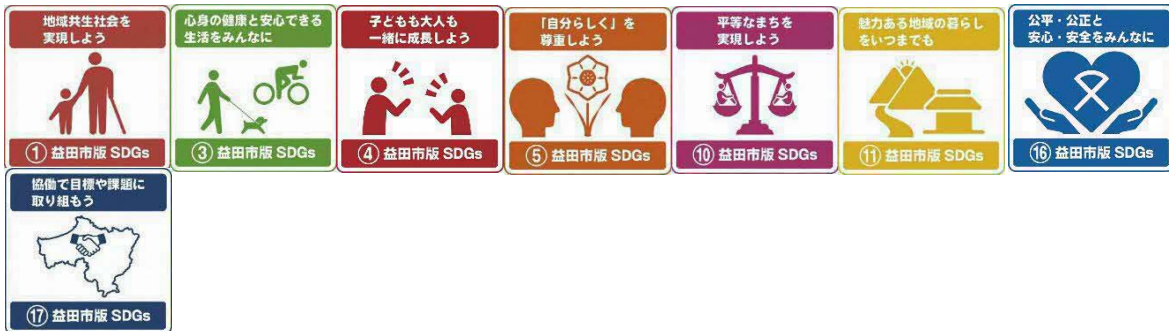 地域共生社会を
実現しよう
① 益田市版 SDGs
心身の健康と安心できる
生活をみんなに
③ 益田市版 SDGs
子どもも大人も
一緒に成長しよう
④ 益田市版 SDGs
「自分らしく」を
尊重しよう
⑤ 益田市版 SDGs
平等なまちを
実現しよう
⑩ 益田市版 SDGs
魅力ある地域の暮らし
をいつまでも
⑪ 益田市版 SDGs
公平・公正と
安心・安全をみんなに
⑯ 益田市版 SDGs
協働で目標や課題に
取り組もう
⑰ 益田市版 SDGs